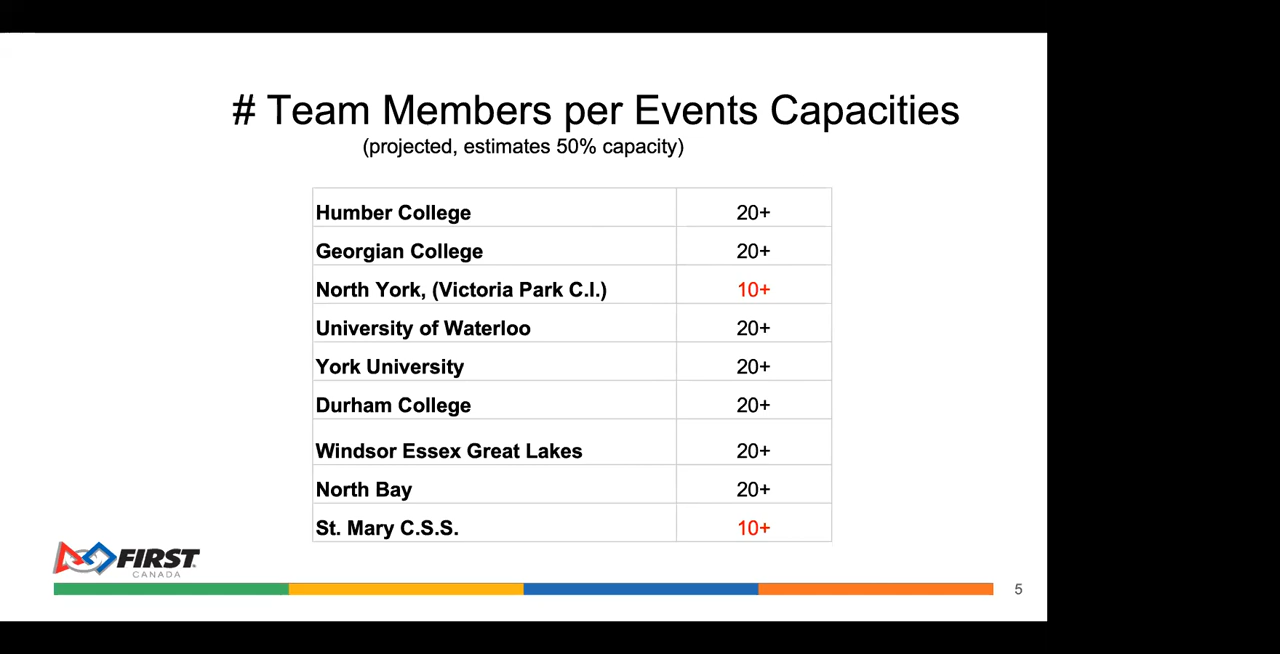 # Team Members per Events Capacities
(projected, estimates 50% capacity)
Humber College 20+
Georgian College 20+
North York, (Victoria Park C.I.) 10+
University of Waterloo 20+
York University 20+
Durham College 20+
Windsor Essex Great Lakes 20+
North Bay 20+
St. Mary C.S.S. 10+
FIRST
CANADA
5